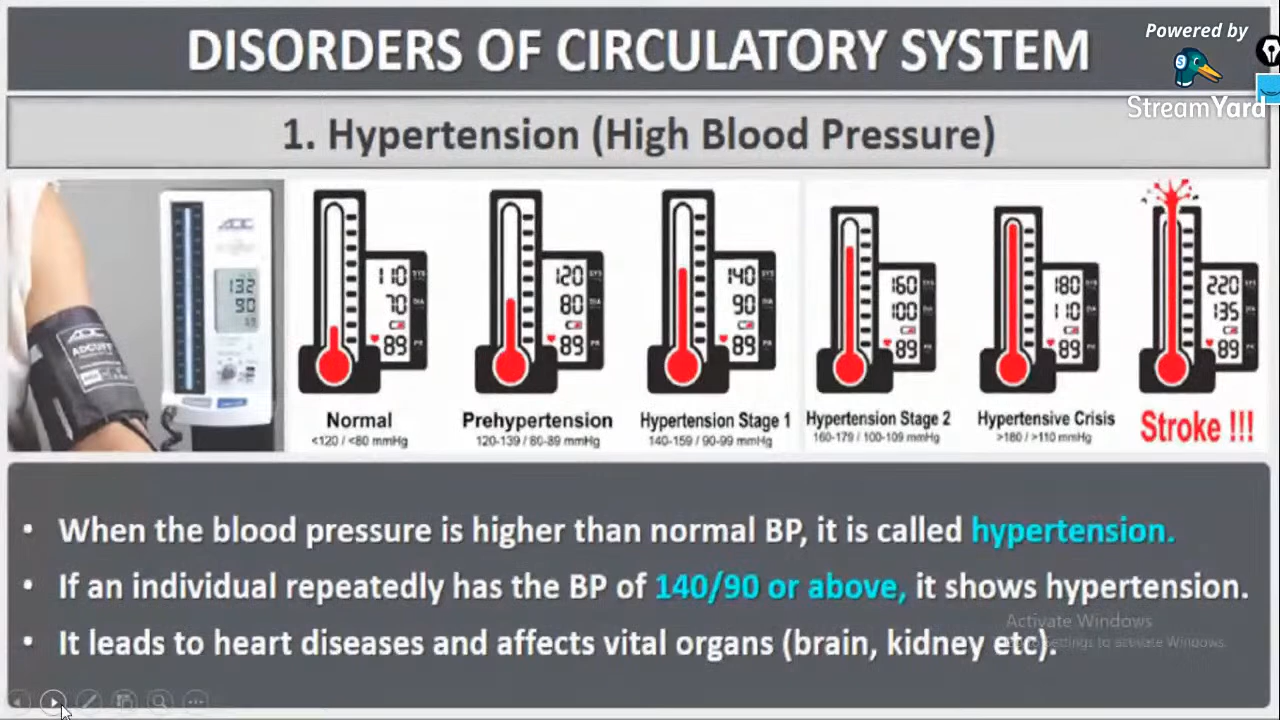 DISORDERS OF CIRCULATORY SYSTEM
Powered by
StreamYard
1. Hypertension (High Blood Pressure)
132
90
110
70
89
120
80
89
140
90
89
160
100
89
180
110
89
220
135
89
Normal
<120 / <80 mmHg
Prehypertension
120-139 / 80-89 mmHg
Hypertension Stage 1
140-159 / 90-99 mmHg
Hypertension Stage 2
160-179 / 100-109 mmHg
Hypertensive Crisis
>180 / >110 mmHg
Stroke !!!
• When the blood pressure is higher than normal BP, it is called hypertension.
• If an individual repeatedly has the BP of 140/90 or above, it shows hypertension.
• It leads to heart diseases and affects vital organs (brain, kidney etc).
Activate Windows
Settings to activate Windows.